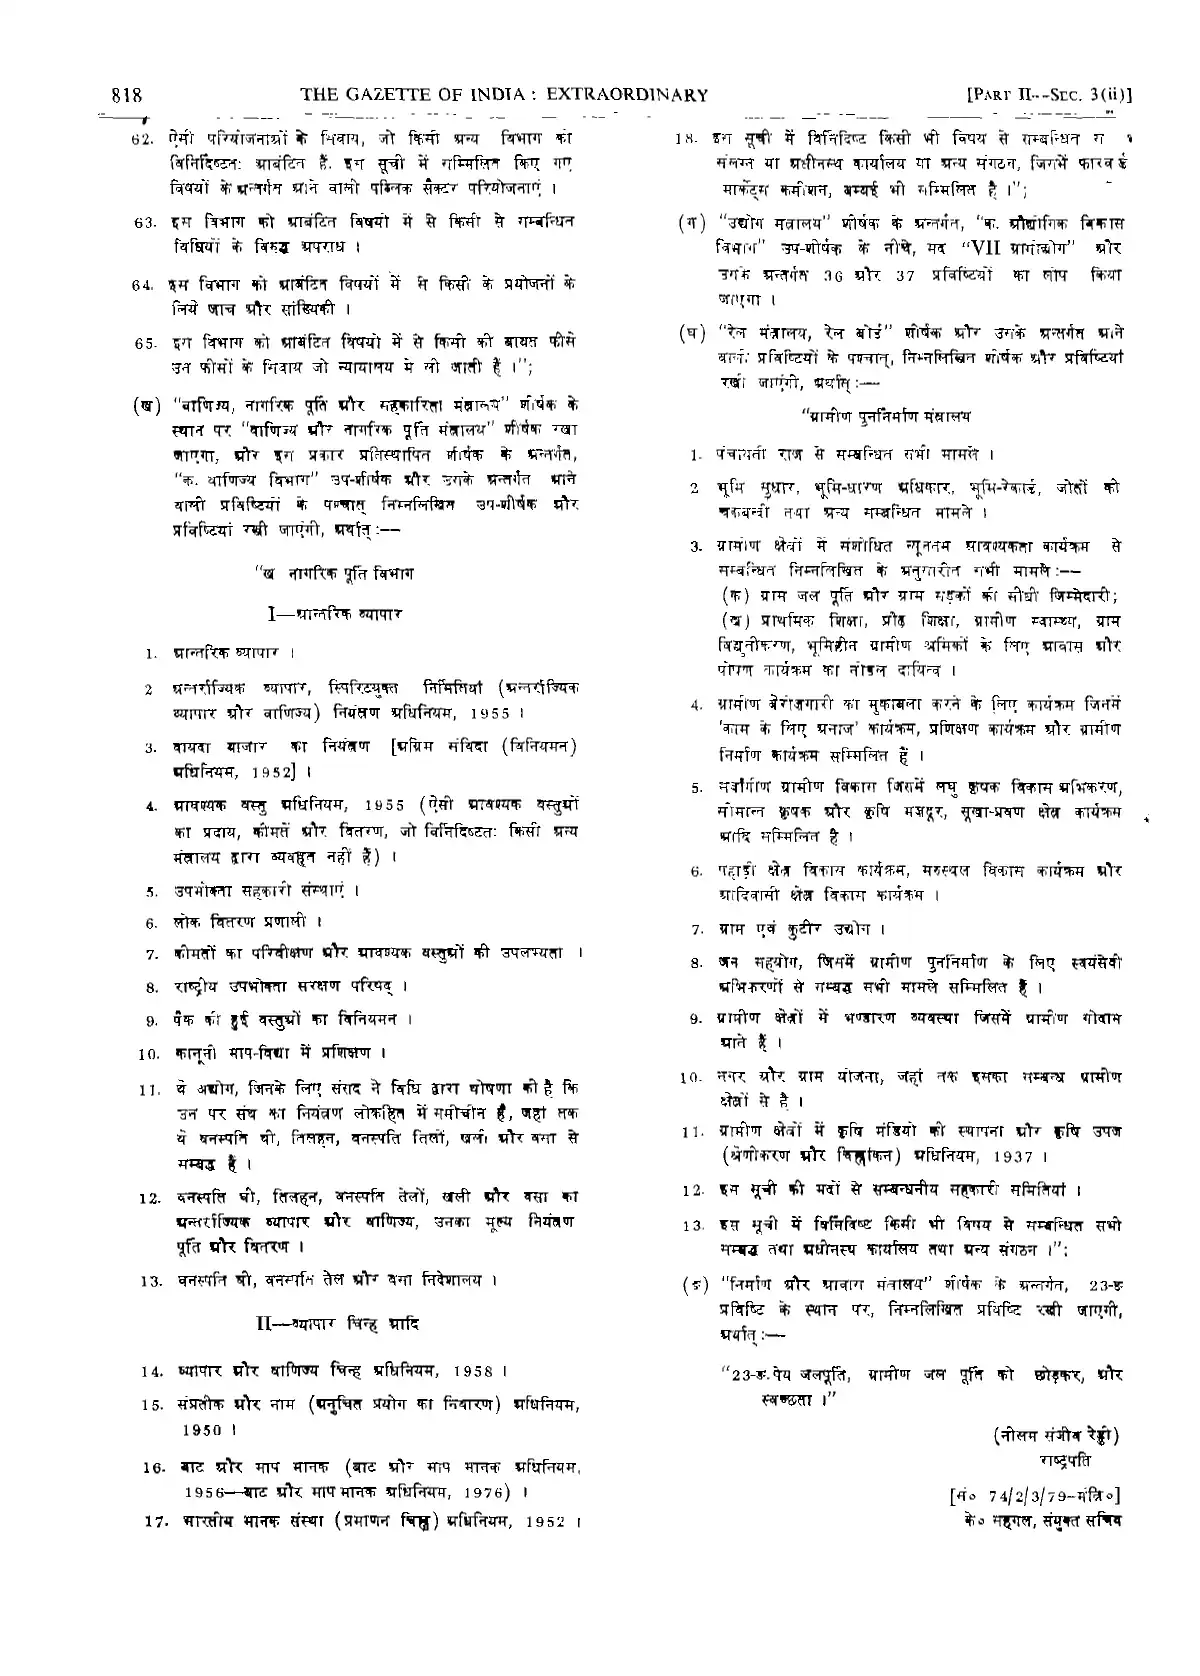 818 THE GAZETTE OF INDIA : EXTRAORDINARY [PART II---SEC. 3(ii)]
62. ऐसी परियोजनाओं के सिवाय, जो किसी अन्य विभाग को
विनिर्दिष्टतः आबंटित हैं. इस सूची में सम्मिलित किए गए
विषयों के अन्तर्गत आने वाली पब्लिक सैक्टर परियोजनाएं ।
63. इस विभाग को आबंटित विषयों में से किसी से सम्बन्धित
विधियों के विरुद्ध अपराध ।
64. इस विभाग को आबंटित विषयों में से किसी के प्रयोजनों के
लिये जांच और सांख्यिकी ।
65. इस विभाग को आबंटित विषयों में से किसी की बाबत फीसें
उन फीसों के सिवाय जो न्यायालय में ली जाती हैं ।";
(ख) "वाणिज्य, नागरिक पूर्ति और सहकारिता मंत्रालय" शीर्षक के
स्थान पर "वाणिज्य और नागरिक पूर्ति मंत्रालय" शीर्षक रखा
जाएगा, और इस प्रकार प्रतिस्थापित शीर्षक के अन्तर्गत,
"क. वाणिज्य विभाग" उप-शीर्षक और उसके अन्तर्गत आने
वाली प्रविष्टियों के पश्चात् निम्नलिखित उप-शीर्षक और
प्रविष्टियां रखी जाएंगी, अर्थात् :--
"ख नागरिक पूर्ति विभाग
I—आन्तरिक व्यापार
1. आन्तरिक व्यापार ।
2 अन्तर्राज्यिक व्यापार, स्पिरिटयुक्त निर्मितियां (अन्तर्राज्यिक
व्यापार और वाणिज्य) नियंत्रण अधिनियम, 1955 ।
3. वायदा बाजार का नियंत्रण [अग्रिम संविदा (विनियमन)
अधिनियम, 1952] ।
4. आवश्यक वस्तु अधिनियम, 1955 (ऐसी आवश्यक वस्तुओं
का प्रदाय, कीमतें और वितरण, जो विनिर्दिष्टतः किसी अन्य
मंत्रालय द्वारा व्यवहृत नहीं हैं) ।
5. उपभोक्ता सहकारी संस्थाएं ।
6. लोक वितरण प्रणाली ।
7. कीमतों का परिवीक्षण और आवश्यक वस्तुओं की उपलभ्यता ।
8. राष्ट्रीय उपभोक्ता संरक्षण परिषद् ।
9. पैक की हुई वस्तुओं का विनियमन ।
10. कानूनी माप-विद्या में प्रशिक्षण ।
11. वे उद्योग, जिनके लिए संसद ने विधि द्वारा घोषणा की है कि
उन पर संघ का नियंत्रण लोकहित में समीचीन है, जहां तक
वे वनस्पति घी, तिलहन, वनस्पति तेलों, खली और वसा से
सम्बद्ध हैं ।
12. वनस्पति घी, तिलहन, वनस्पति तेलों, खली और वसा का
अन्तर्राज्यिक व्यापार और वाणिज्य, उनका मूल्य नियंत्रण
पूर्ति और वितरण ।
13. वनस्पति घी, वनस्पति तेल और वसा निदेशालय ।
II—व्यापार चिन्ह आदि
14. व्यापार और वाणिज्य चिन्ह अधिनियम, 1958 ।
15. संप्रतीक और नाम (अनुचित प्रयोग का निवारण) अधिनियम,
1950 ।
16. बाट और माप मानक (बाट और माप मानक अधिनियम,
1956—बाट और माप मानक अधिनियम, 1976) ।
17. भारतीय मानक संस्था (प्रमाणन चिह्न) अधिनियम, 1952 ।
18. इस सूची में विनिर्दिष्ट किसी भी विषय से सम्बन्धित
संलग्न या अधीनस्थ कार्यालय या अन्य संगठन, जिसमें फारवर्ड
मार्केट्स कमीशन, बम्बई भी सम्मिलित है ।";
(ग) "उद्योग मंत्रालय" शीर्षक के अन्तर्गत, "क. औद्योगिक विकास
विभाग" उप-शीर्षक के नीचे, मद "VII ग्रामोद्योग" और
उसके अन्तर्गत 36 और 37 प्रविष्टियों का लोप किया
जाएगा ।
(घ) "रेल मंत्रालय, रेल बोर्ड" शीर्षक और उसके अन्तर्गत आने
वाली प्रविष्टियों के पश्चात्, निम्नलिखित शीर्षक और प्रविष्टियां
रखी जाएंगी, अर्थात् :—
"ग्रामीण पुनर्निर्माण मंत्रालय
1. पंचायती राज से सम्बन्धित सभी मामले ।
2 भूमि सुधार, भूमि-धारण अधिकार, भूमि-रेकार्ड, जोतों की
चकबन्दी तथा अन्य सम्बन्धित मामले ।
3. ग्रामीण क्षेत्रों में संशोधित न्यूनतम आवश्यकता कार्यक्रम से
सम्बन्धित निम्नलिखित के अनुसारीत सभी मामले :--
(क) ग्राम जल पूर्ति और ग्राम सड़कों की सीधी जिम्मेदारी;
(ख) प्राथमिक शिक्षा, प्रौढ़ शिक्षा, ग्रामीण स्वास्थ्य, ग्राम
विद्युतीकरण, भूमिहीन ग्रामीण श्रमिकों के लिए आवास और
पोषण कार्यक्रम का नोडल दायित्व ।
4. ग्रामीण बेरोजगारी का मुकाबला करने के लिए कार्यक्रम जिनमें
'काम के लिए अनाज' कार्यक्रम, प्रशिक्षण कार्यक्रम और ग्रामीण
निर्माण कार्यक्रम सम्मिलित हैं ।
5. सर्वांगीण ग्रामीण विकास जिसमें लघु कृषक विकास अभिकरण,
सीमान्त कृषक और कृषि मजदूर, सूखा-प्रवण क्षेत्र कार्यक्रम
आदि सम्मिलित है ।
6. पहाड़ी क्षेत्र विकास कार्यक्रम, मरुस्थल विकास कार्यक्रम और
आदिवासी क्षेत्र विकास कार्यक्रम ।
7. ग्राम एवं कुटीर उद्योग ।
8. जन सहयोग, जिसमें ग्रामीण पुनर्निर्माण के लिए स्वयंसेवी
अभिकरणों से सम्बद्ध सभी मामले सम्मिलित हैं ।
9. ग्रामीण क्षेत्रों में भण्डारण व्यवस्था जिसमें ग्रामीण गोदाम
आते हैं ।
10. नगर और ग्राम योजना, जहां तक इसका सम्बन्ध ग्रामीण
क्षेत्रों से है ।
11. ग्रामीण क्षेत्रों में कृषि मंडियों की स्थापना और कृषि उपज
(श्रेणीकरण और चिह्नांकन) अधिनियम, 1937 ।
12. इस सूची की मदों से सम्बन्धनीय सहकारी समितियां ।
13. इस सूची में विनिर्विष्ट किसी भी विषय से सम्बन्धित सभी
सम्बद्ध तथा अधीनस्थ कार्यालय तथा अन्य संगठन ।";
(ङ) "निर्माण और आवास मंत्रालय" शीर्षक के अन्तर्गत, 23-ङ
प्रविष्टि के स्थान पर, निम्नलिखित प्रविष्टि रखी जाएगी,
अर्थात् :—
"23-ङ. पेय जलपूर्ति, ग्रामीण जल पूर्ति को छोड़कर, और
स्वच्छता ।"
(नीलम संजीव रेड्डी)
राष्ट्रपति
[सं० 74/2/3/79-मंत्रि०]
के० महगल, संयुक्त सचिव